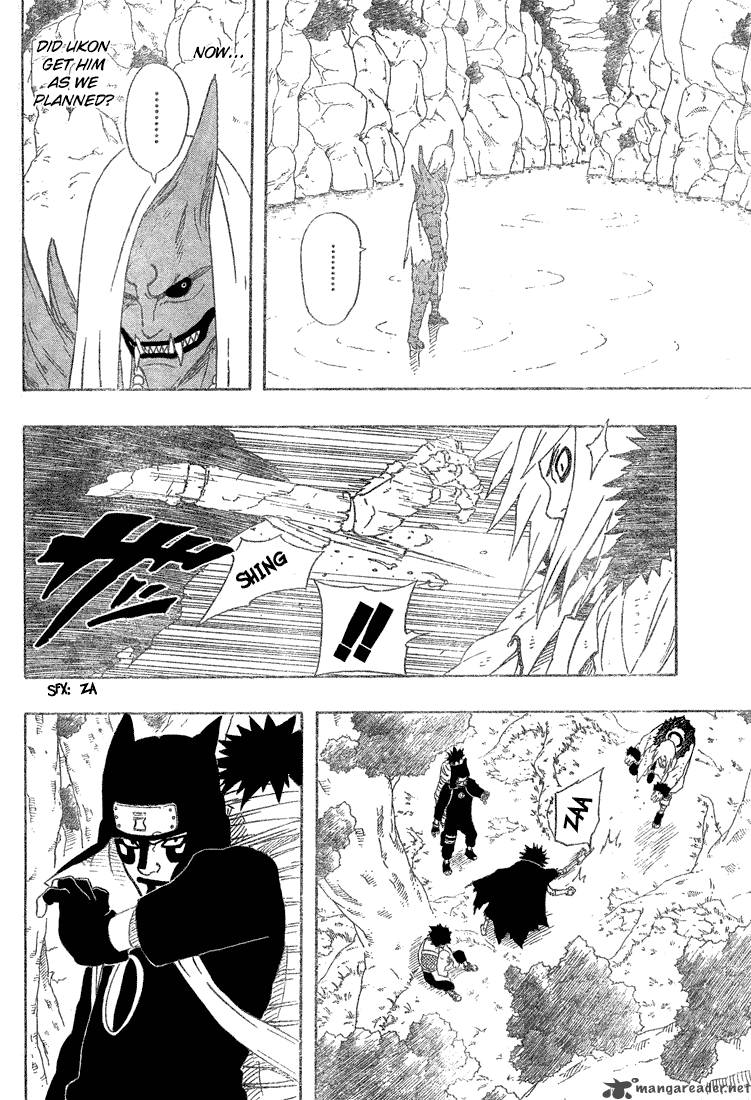 NOW...
DID UKON
GET HIM
AS WE
PLANNED?
SHING
!!
SFX: ZA
ZAA
mangareader.net